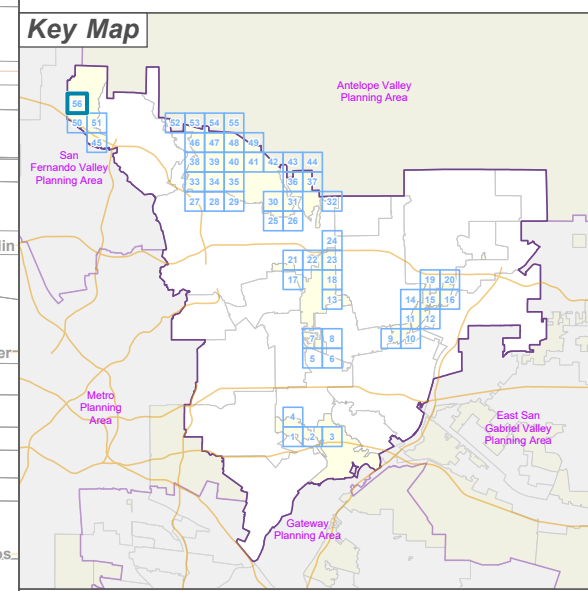 Key Map
Antelope Valley
Planning Area
56
50 51
52 53 54 55
45
46 47 48 49
San
Fernando Valley
Planning Area
38 39 40 41 42 43 44
33 34 35 36 37
27 28 29 30 31 32
25 26
lin
24
21 22 23
17 18
19 20
13
14 15 16
11 12
7 8
9 10
er
5 6
Metro
Planning
Area
4
East San
Gabriel Valley
Planning Area
1 2 3
Gateway
Planning Area
os